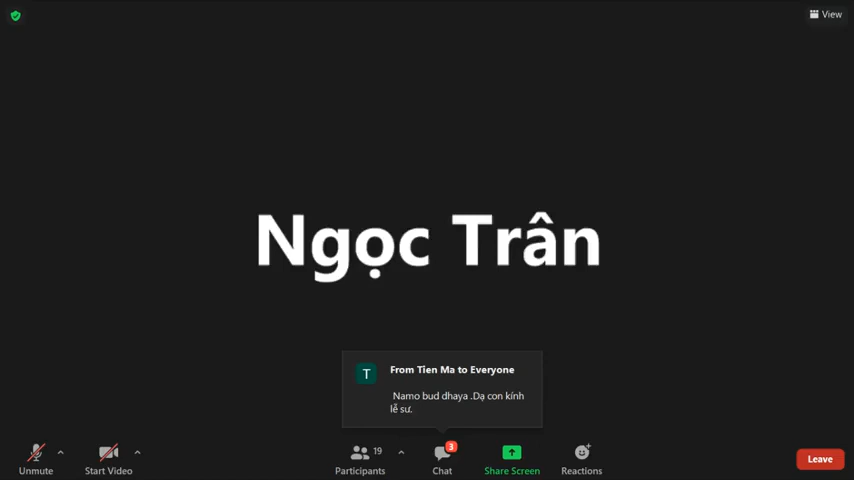 View
Ngọc Trân
T
From Tien Ma to Everyone
Namo bud dhaya .Dạ con kính
lễ sư.
19
3
Unmute
Start Video
Participants
Chat
Share Screen
Reactions
Leave